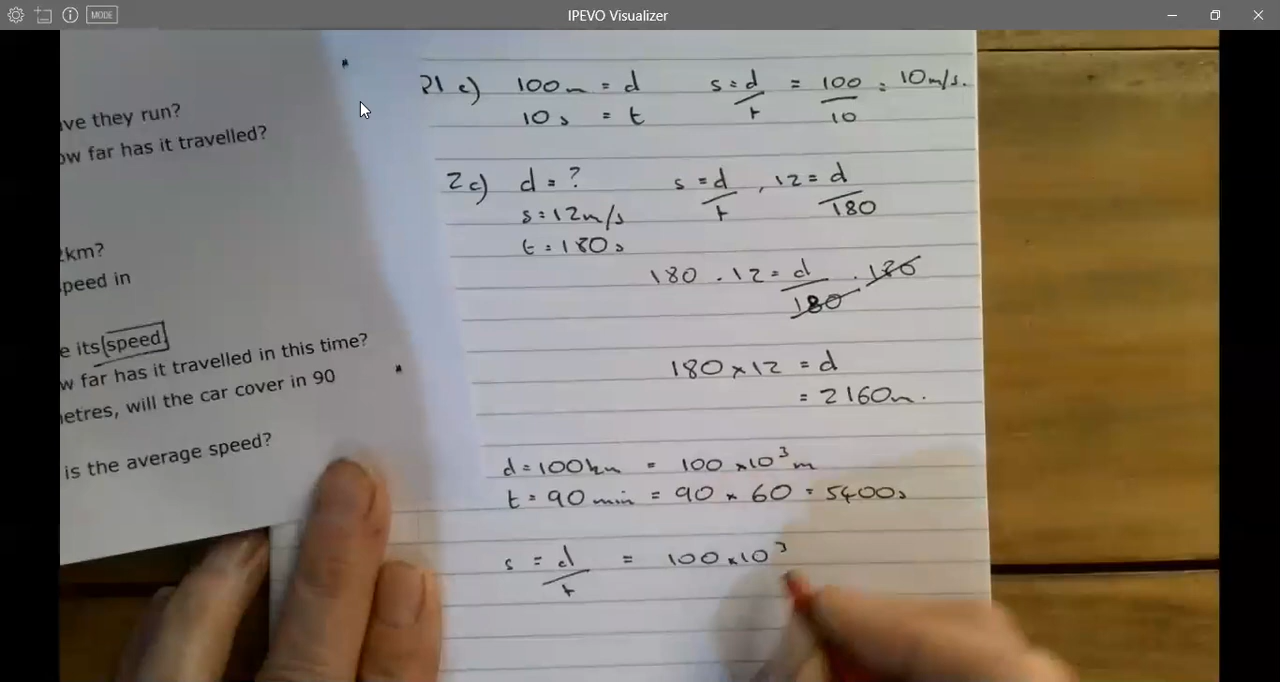 IPEVO Visualizer
MODE
ve they run?
ow far has it travelled?
2km?
peed in
e its speed
w far has it travelled in this time?
etres, will the car cover in 90
is the average speed?
21 c) 100m = d s = d/t = 100/10 = 10m/s.
10s = t
2c) d = ? s = d/t , 12 = d/180
s = 12m/s
t = 180s
180 . 12 = d/180 . 180
180 x 12 = d
= 2160m.
d = 100km = 100 x 10³ m
t = 90 min = 90 x 60 = 5400s
s = d/t = 100 x 10³